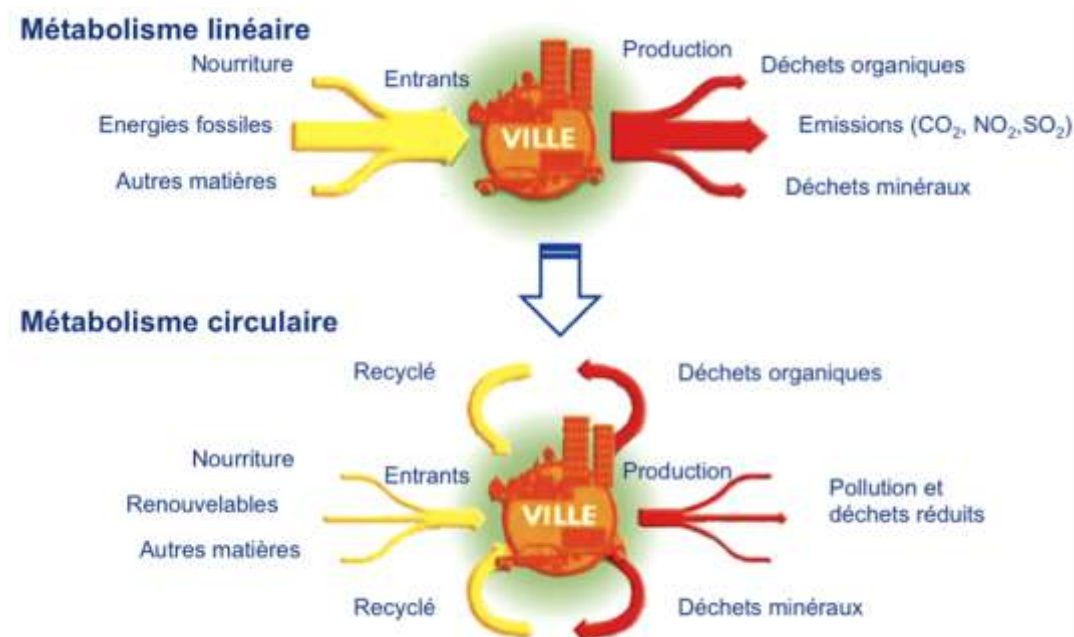 Métabolisme linéaire
Nourriture
Entrants
Production
Déchets organiques
Energies fossiles
VILLE
Emissions (CO₂, NO₂,SO₂)
Autres matières
Déchets minéraux
Métabolisme circulaire
Recyclé
Déchets organiques
Nourriture
Entrants
Production
Renouvelables
VILLE
Pollution et
déchets réduits
Autres matières
Recyclé
Déchets minéraux